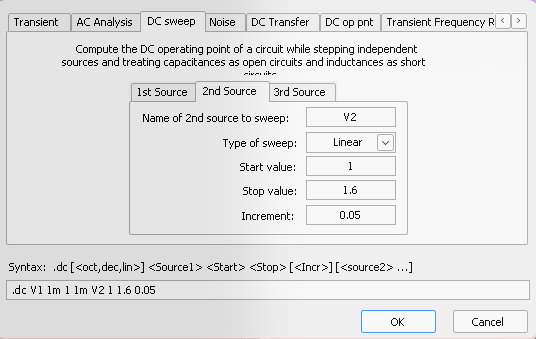 Transient AC Analysis DC sweep Noise DC Transfer DC op pnt Transient Frequency R
Compute the DC operating point of a circuit while stepping independent
sources and treating capacitances as open circuits and inductances as short
circuits
1st Source 2nd Source 3rd Source
Name of 2nd source to sweep: V2
Type of sweep: Linear
Start value: 1
Stop value: 1.6
Increment: 0.05
Syntax: .dc [<oct,dec,lin>] <Source1> <Start> <Stop> [<Incr>] [<source2> ...]
.dc V1 1m 1 1m V2 1 1.6 0.05
OK Cancel